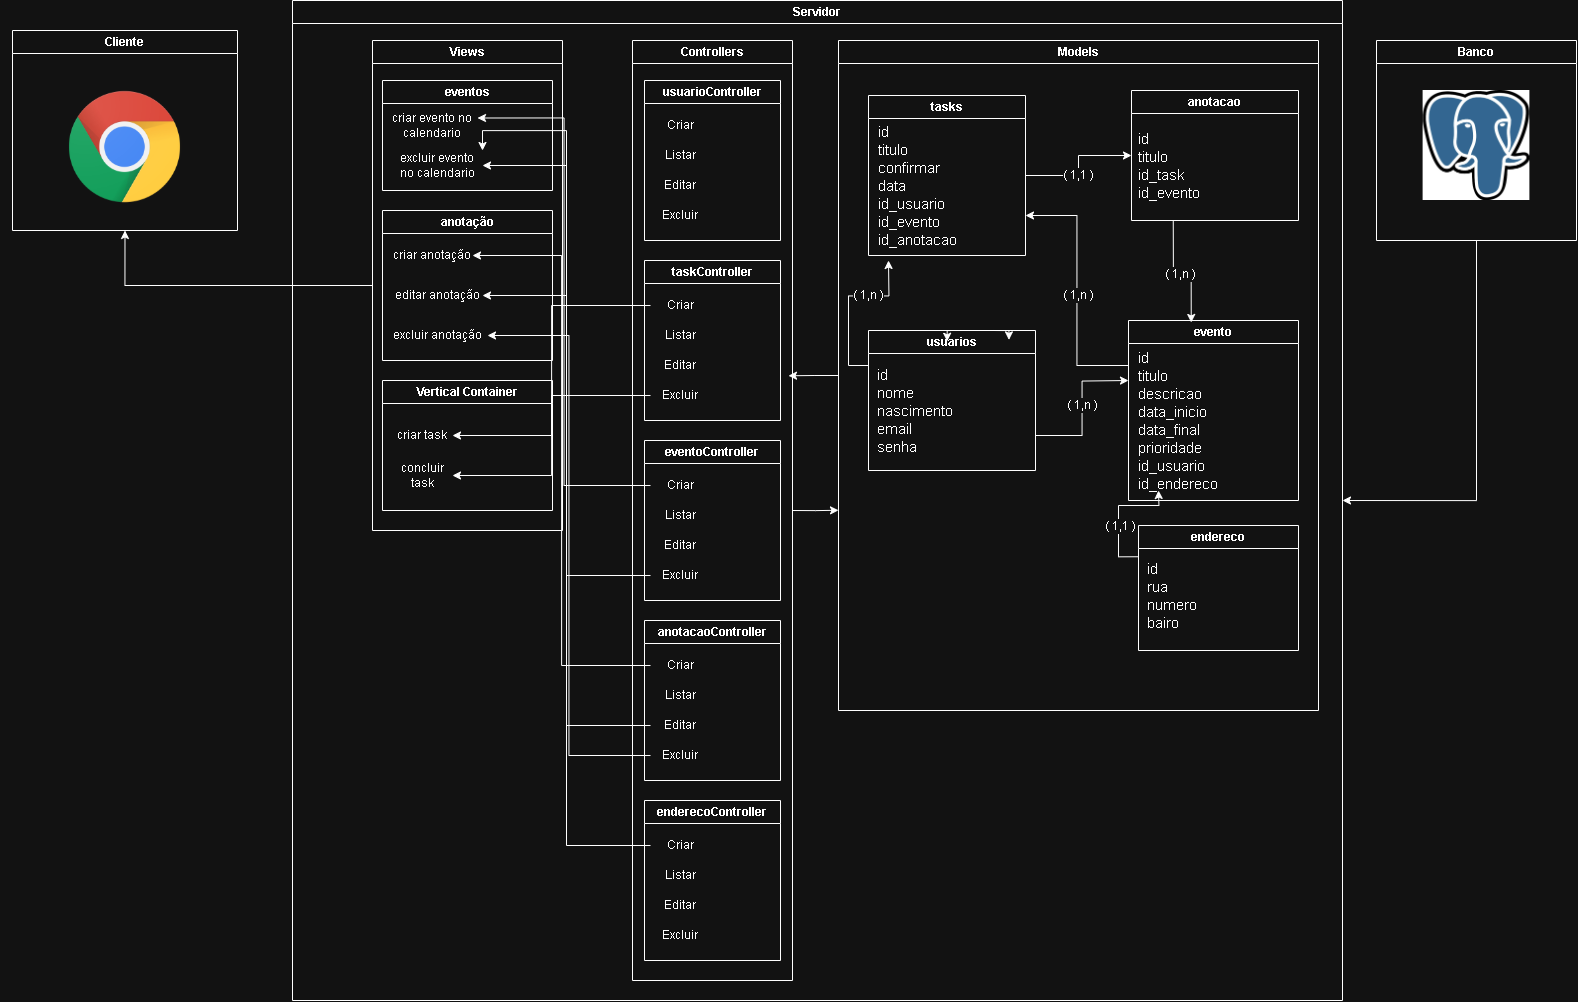 Servidor
Cliente
Views
eventos
criar evento no
calendario
excluir evento
no calendario
anotação
criar anotação
editar anotação
excluir anotação
Vertical Container
criar task
concluir
task
Controllers
usuarioController
Criar
Listar
Editar
Excluir
taskController
Criar
Listar
Editar
Excluir
eventoController
Criar
Listar
Editar
Excluir
anotacaoController
Criar
Listar
Editar
Excluir
enderecoController
Criar
Listar
Editar
Excluir
Models
tasks
id
titulo
confirmar
data
id_usuario
id_evento
id_anotacao
(1,1)
anotacao
id
titulo
id_task
id_evento
(1,n)
(1,n)
(1,n)
usuarios
id
nome
nascimento
email
senha
(1,n)
evento
id
titulo
descricao
data_inicio
data_final
prioridade
id_usuario
id_endereco
(1,1)
endereco
id
rua
numero
bairo
Banco